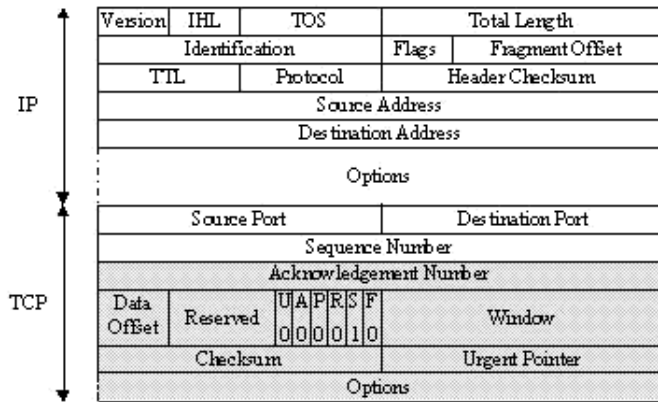 Version IHL TOS Total Length
Identification Flags Fragment Offset
TTL Protocol Header Checksum
IP
Source Address
Destination Address
Options
Source Port Destination Port
Sequence Number
Acknowledgement Number
TCP
Data Offset Reserved U A P R S F Window
0 0 0 0 1 0
Checksum Urgent Pointer
Options